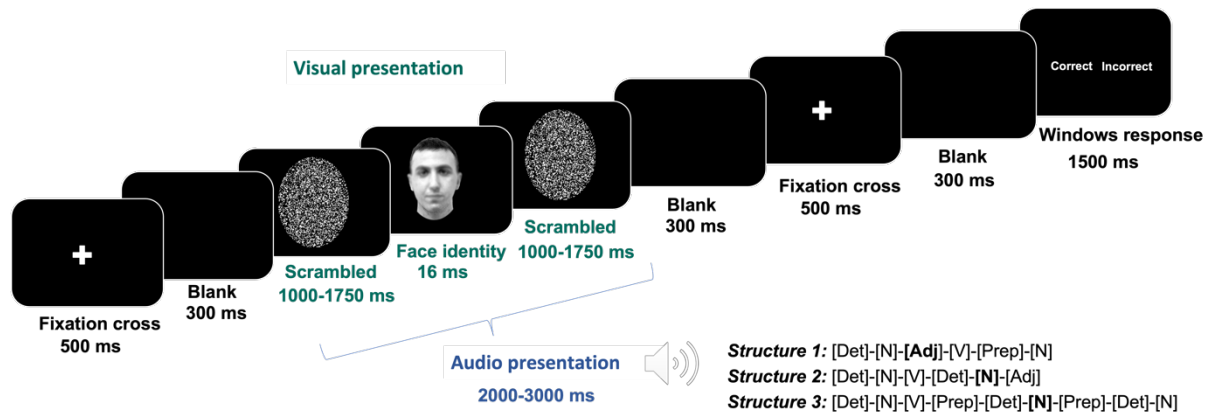 Visual presentation
Fixation cross
500 ms
Blank
300 ms
Scrambled
1000-1750 ms
Face identity
16 ms
Scrambled
1000-1750 ms
Blank
300 ms
Fixation cross
500 ms
Blank
300 ms
Correct Incorrect
Windows response
1500 ms
Audio presentation
2000-3000 ms
Structure 1: [Det]-[N]-[Adj]-[V]-[Prep]-[N]
Structure 2: [Det]-[N]-[V]-[Det]-[N]-[Adj]
Structure 3: [Det]-[N]-[V]-[Prep]-[Det]-[N]-[Prep]-[Det]-[N]